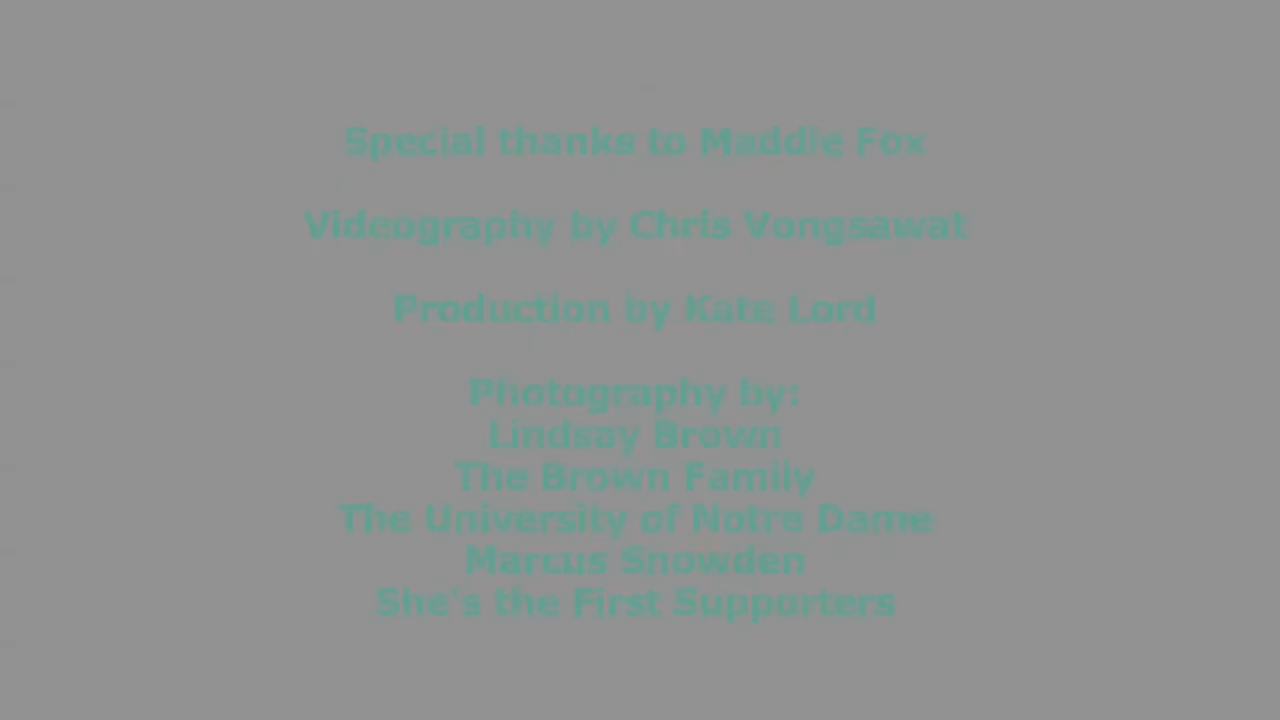 Special thanks to Maddie Fox
Videography by Chris Vongsawat
Production by Kate Lord
Photography by:
Lindsay Brown
The Brown Family
The University of Notre Dame
Marcus Snowden
She's the First Supporters